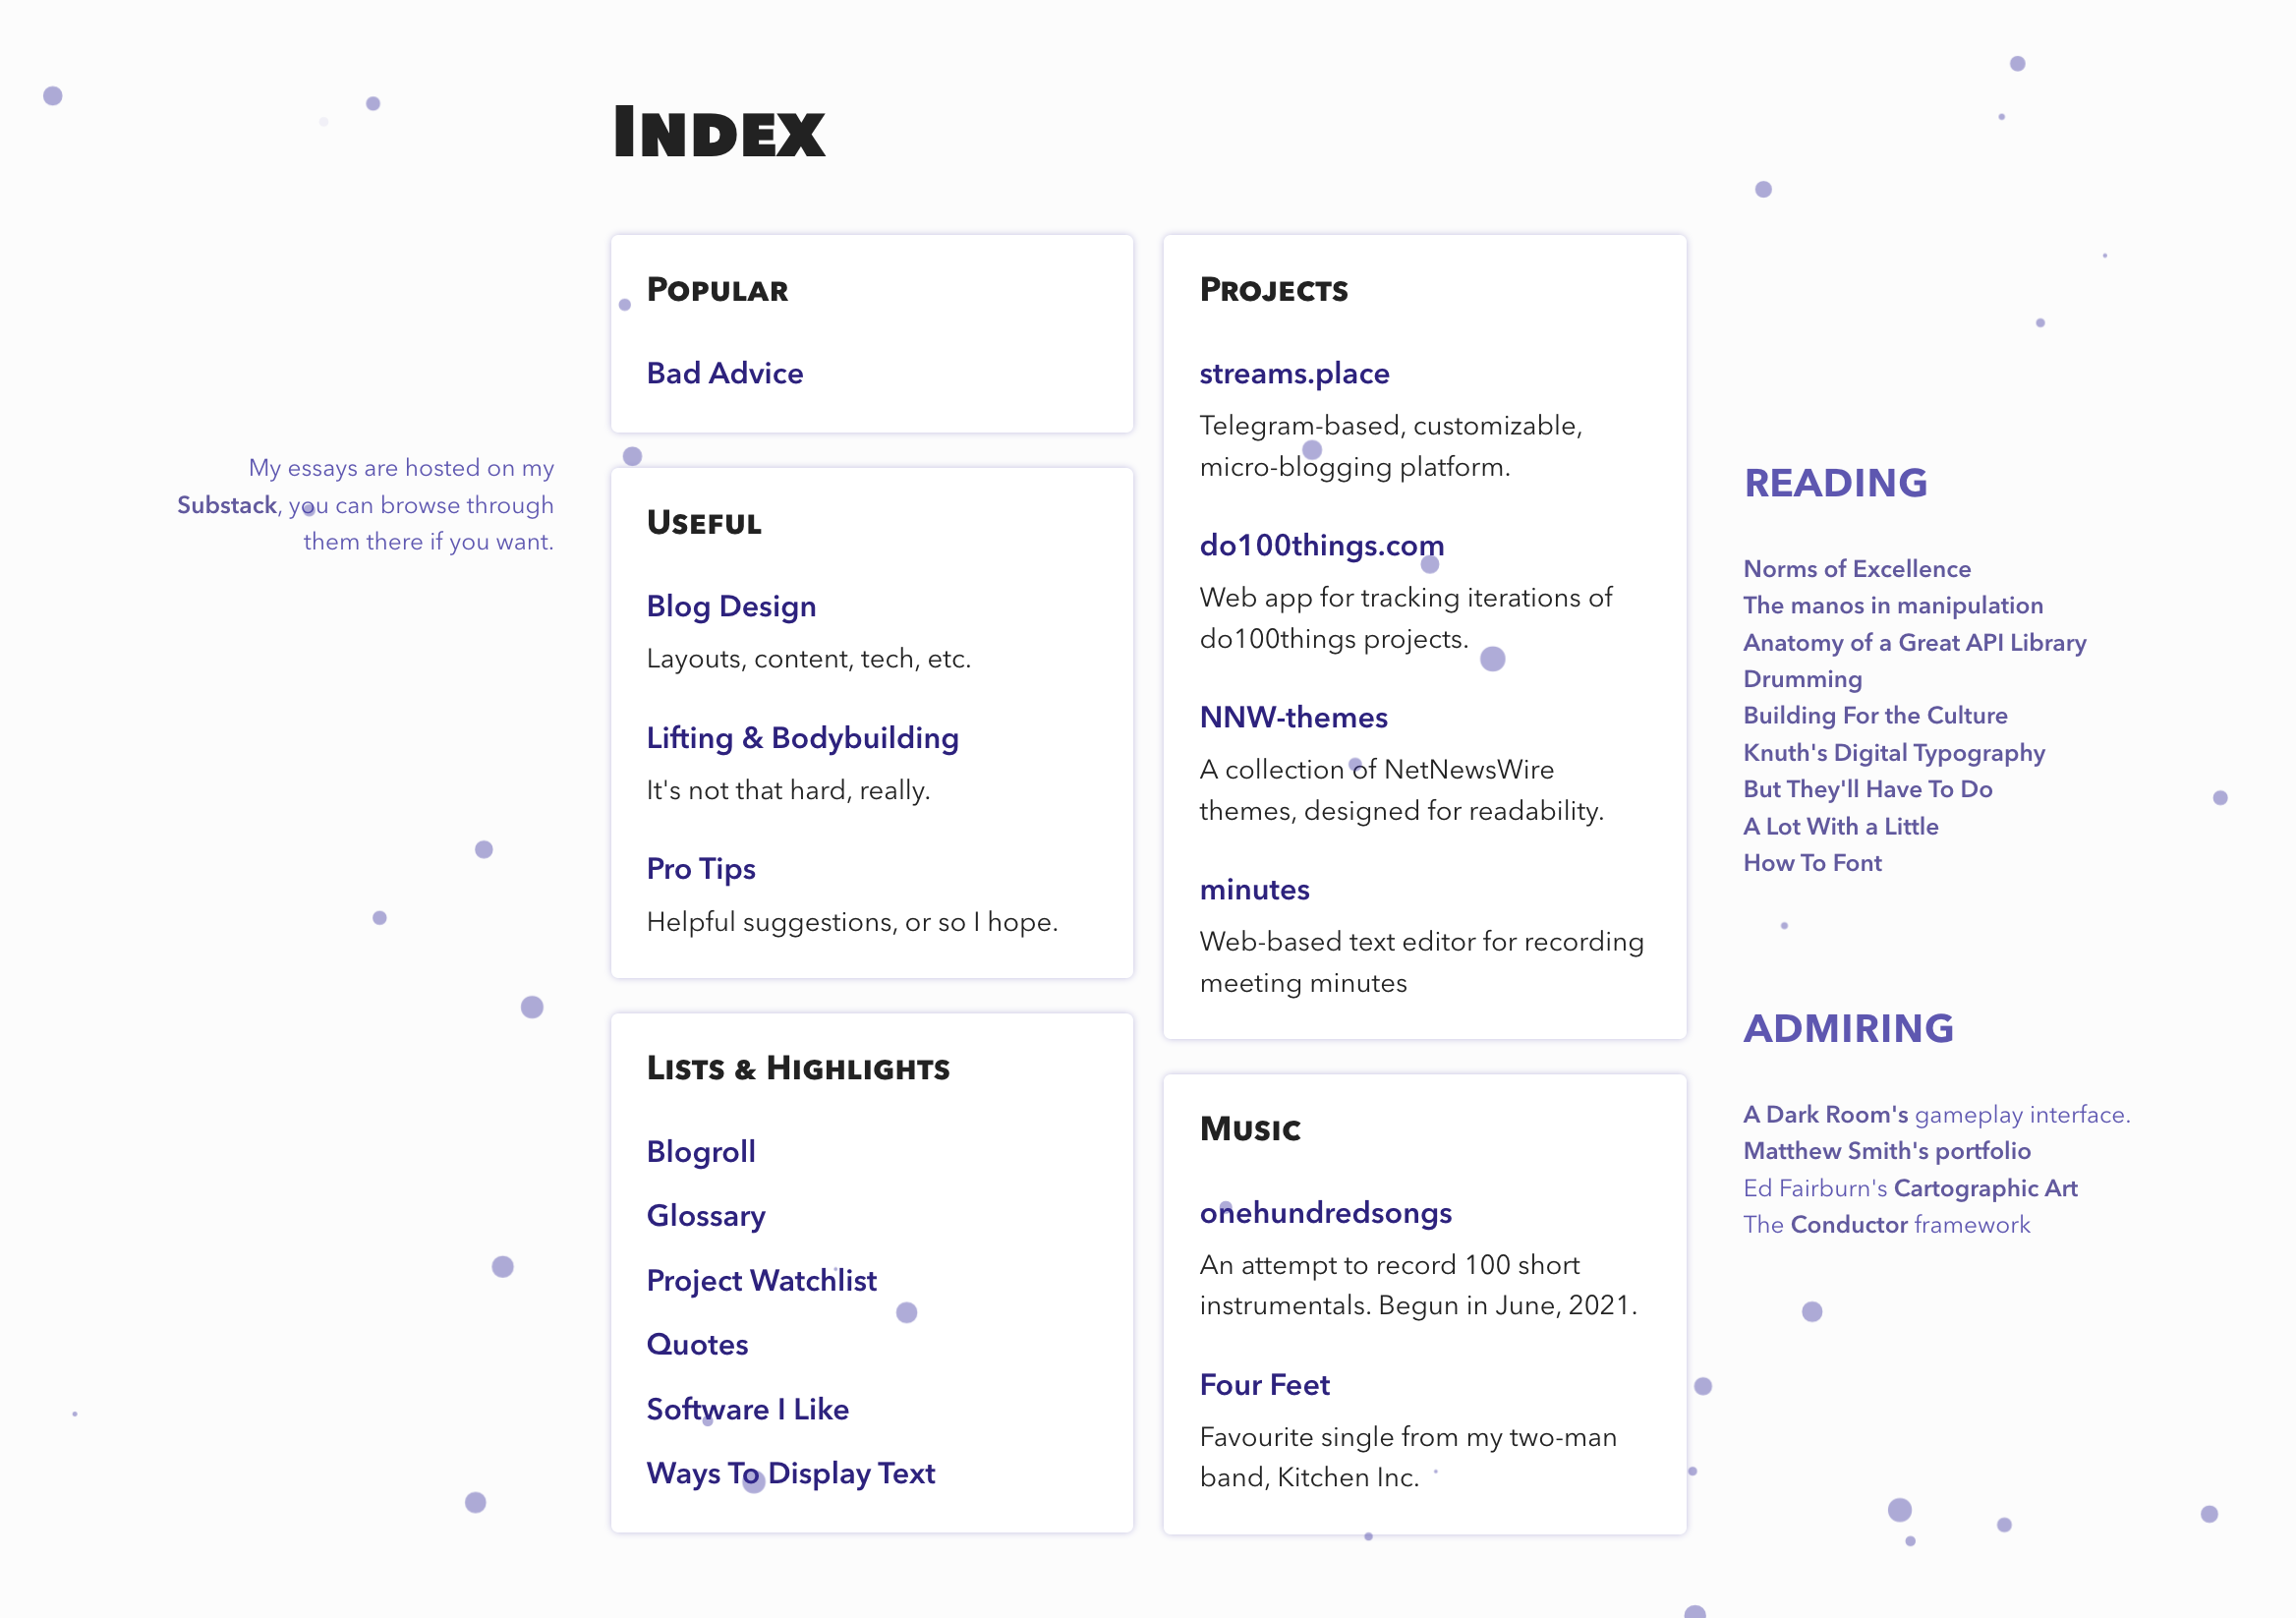 Index
My essays are hosted on my
Substack, you can browse through
them there if you want.
Popular
Bad Advice
Useful
Blog Design
Layouts, content, tech, etc.
Lifting & Bodybuilding
It's not that hard, really.
Pro Tips
Helpful suggestions, or so I hope.
Lists & Highlights
Blogroll
Glossary
Project Watchlist
Quotes
Software I Like
Ways To Display Text
Projects
streams.place
Telegram-based, customizable,
micro-blogging platform.
do100things.com
Web app for tracking iterations of
do100things projects.
NNW-themes
A collection of NetNewsWire
themes, designed for readability.
minutes
Web-based text editor for recording
meeting minutes
Music
onehundredsongs
An attempt to record 100 short
instrumentals. Begun in June, 2021.
Four Feet
Favourite single from my two-man
band, Kitchen Inc.
READING
Norms of Excellence
The manos in manipulation
Anatomy of a Great API Library
Drumming
Building For the Culture
Knuth's Digital Typography
But They'll Have To Do
A Lot With a Little
How To Font
ADMIRING
A Dark Room's gameplay interface.
Matthew Smith's portfolio
Ed Fairburn's Cartographic Art
The Conductor framework